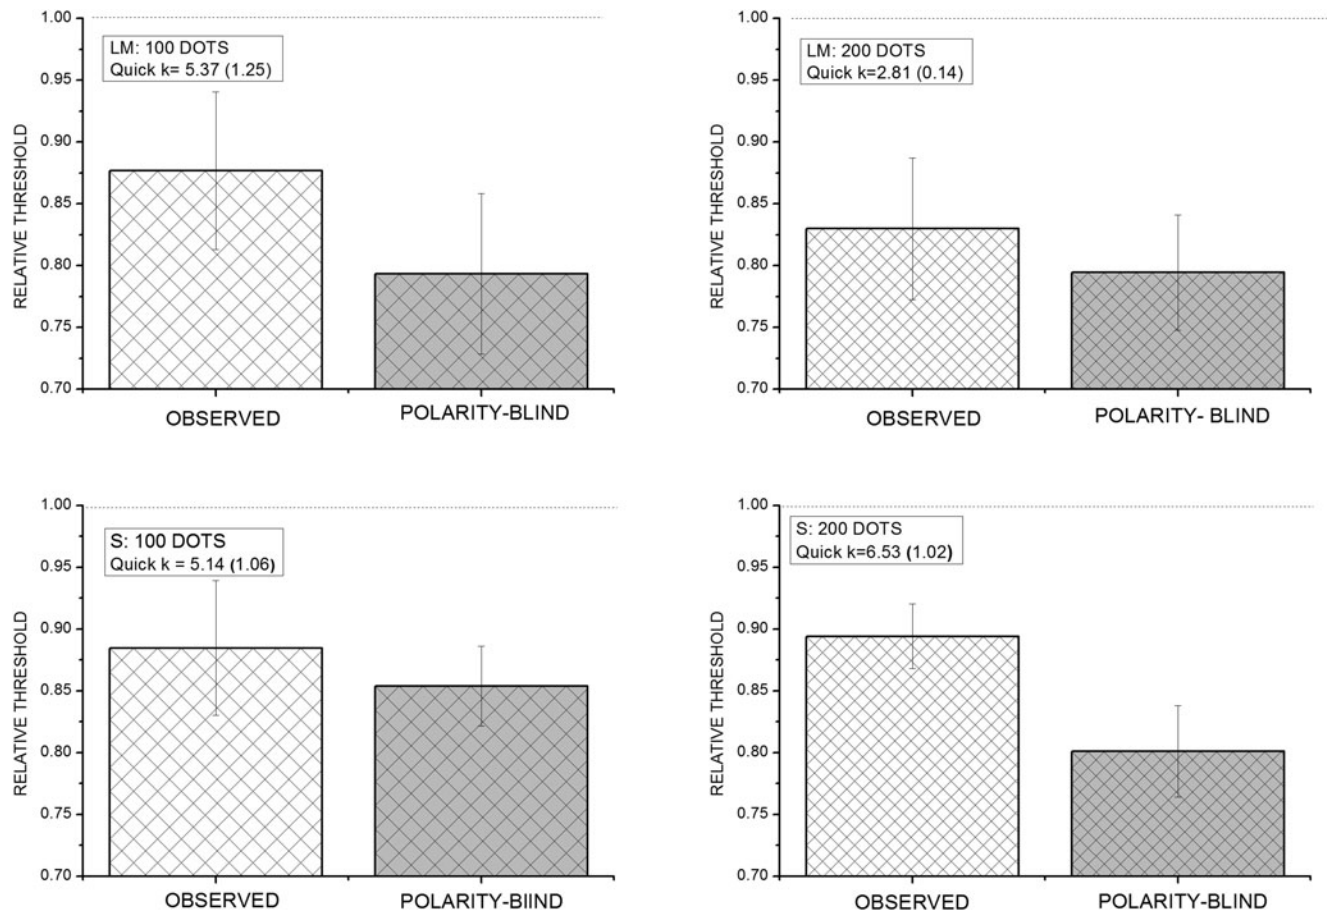 1.00
0.95
0.90
0.85
0.80
0.75
0.70
RELATIVE THRESHOLD
LM: 100 DOTS
Quick k= 5.37 (1.25)
OBSERVED
POLARITY-BLIND
1.00
0.95
0.90
0.85
0.80
0.75
0.70
RELATIVE THRESHOLD
LM: 200 DOTS
Quick k=2.81 (0.14)
OBSERVED
POLARITY- BLIND
1.00
0.95
0.90
0.85
0.80
0.75
0.70
RELATIVE THRESHOLD
S: 100 DOTS
Quick k = 5.14 (1.06)
OBSERVED
POLARITY-BIIND
1.00
0.95
0.90
0.85
0.80
0.75
0.70
RELATIVE THRESHOLD
S: 200 DOTS
Quick k=6.53 (1.02)
OBSERVED
POLARITY-BLIND